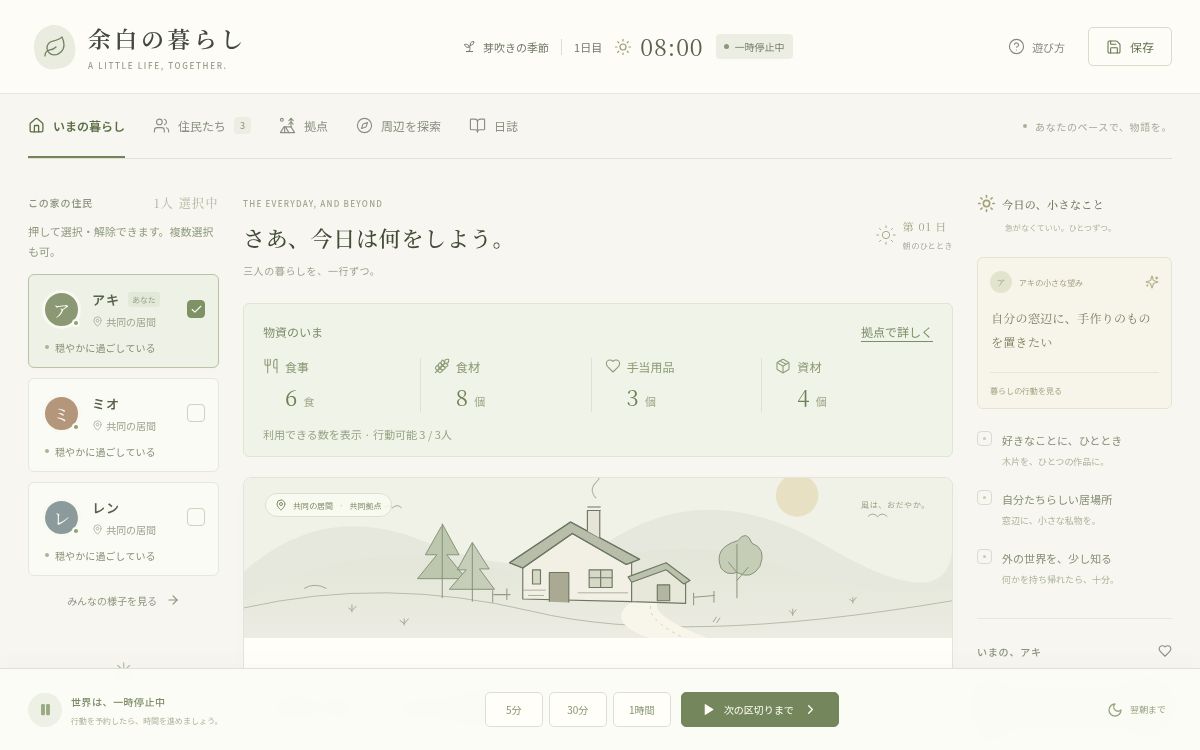 余白の暮らし
A LITTLE LIFE, TOGETHER.
芽吹きの季節
1日目
08:00
一時停止中
遊び方
保存
いまの暮らし
住民たち 3
拠点
周辺を探索
日誌
あなたのペースで、物語を。
この家の住民
1人 選択中
押して選択・解除できます。複数選択
も可。
ア
アキ あなた
共同の居間
穏やかに過ごしている
ミ
ミオ
共同の居間
穏やかに過ごしている
レ
レン
共同の居間
穏やかに過ごしている
みんなの様子を見る
THE EVERYDAY, AND BEYOND
さあ、今日は何をしよう。
三人の暮らしを、一行ずつ。
第 01 日
朝のひととき
物資のいま
拠点で詳しく
食事
6 食
食材
8 個
手当用品
3 個
資材
4 個
利用できる数を表示 · 行動可能 3 / 3人
共同の居間 · 共同拠点
風は、おだやか。
今日の、小さなこと
急がなくていい。ひとつずつ。
ア
アキの小さな望み
自分の窓辺に、手作りのもの
を置きたい
暮らしの行動を見る
好きなことに、ひととき
木片を、ひとつの作品に。
自分たちらしい居場所
窓辺に、小さな私物を。
外の世界を、少し知る
何かを持ち帰れたら、十分。
いまの、アキ
世界は、一時停止中
行動を予約したら、時間を進めましょう。
5分
30分
1時間
次の区切りまで
翌朝まで